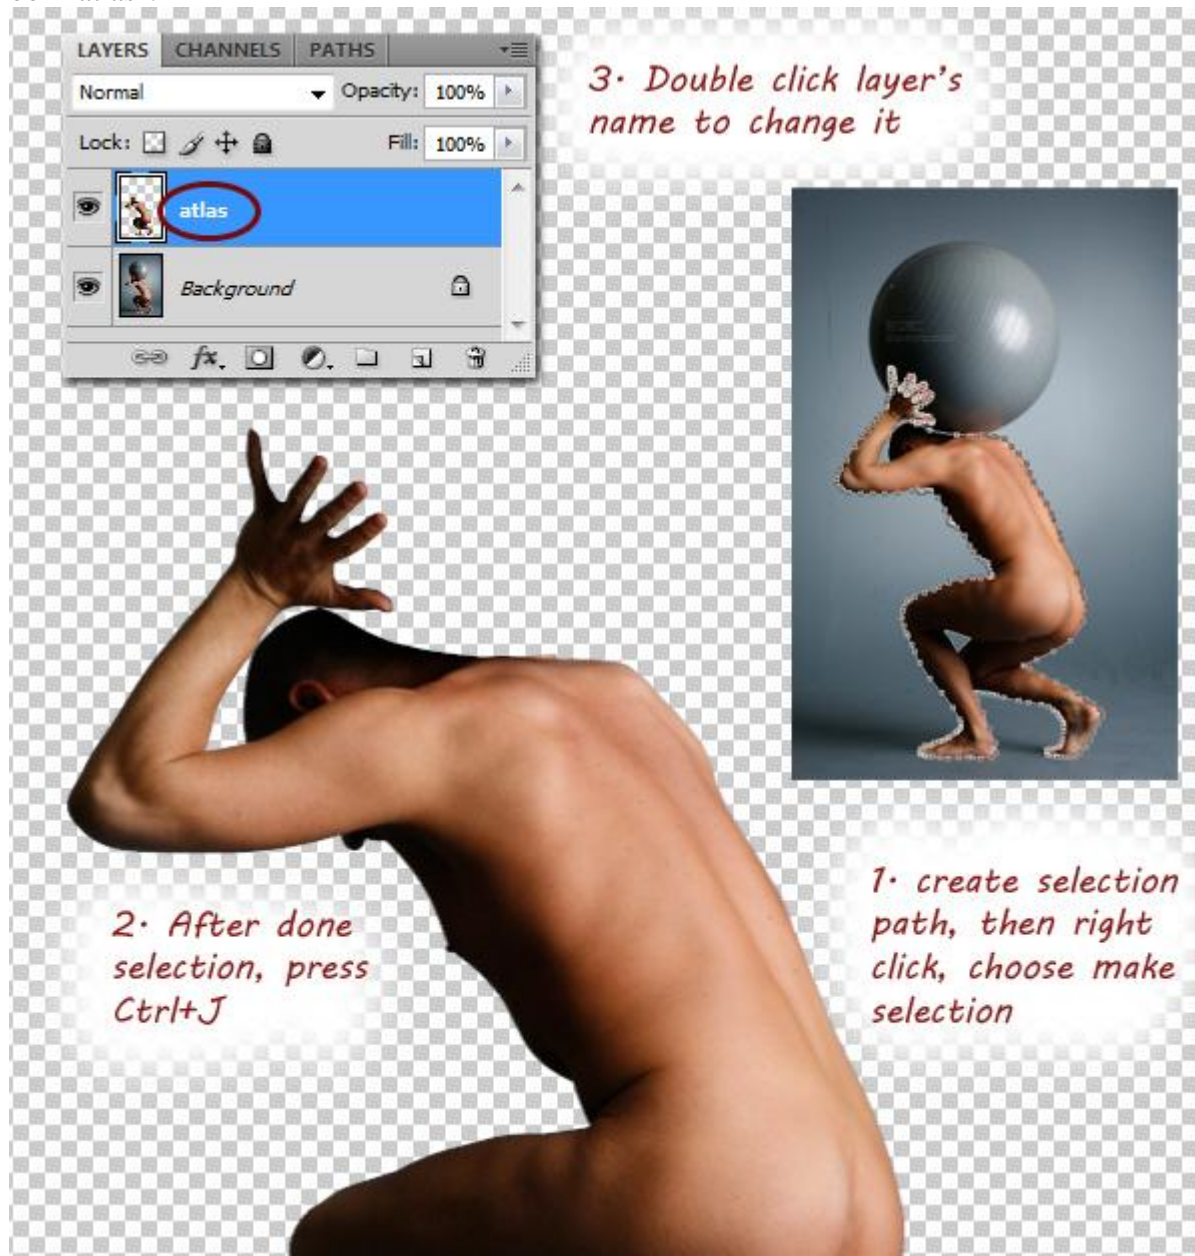 LAYERS CHANNELS PATHS
Normal Opacity: 100%
Lock: Fill: 100%
atlas
Background
3. Double click layer's
name to change it
2. After done
selection, press
Ctrl+J
1. create selection
path, then right
click, choose make
selection